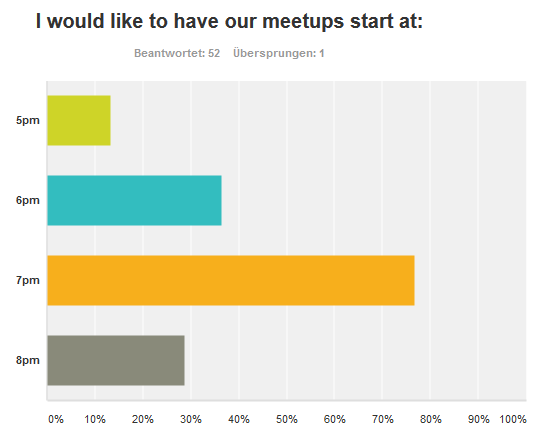 I would like to have our meetups start at:
Beantwortet: 52 Übersprungen: 1
5pm
6pm
7pm
8pm
0% 10% 20% 30% 40% 50% 60% 70% 80% 90% 100%